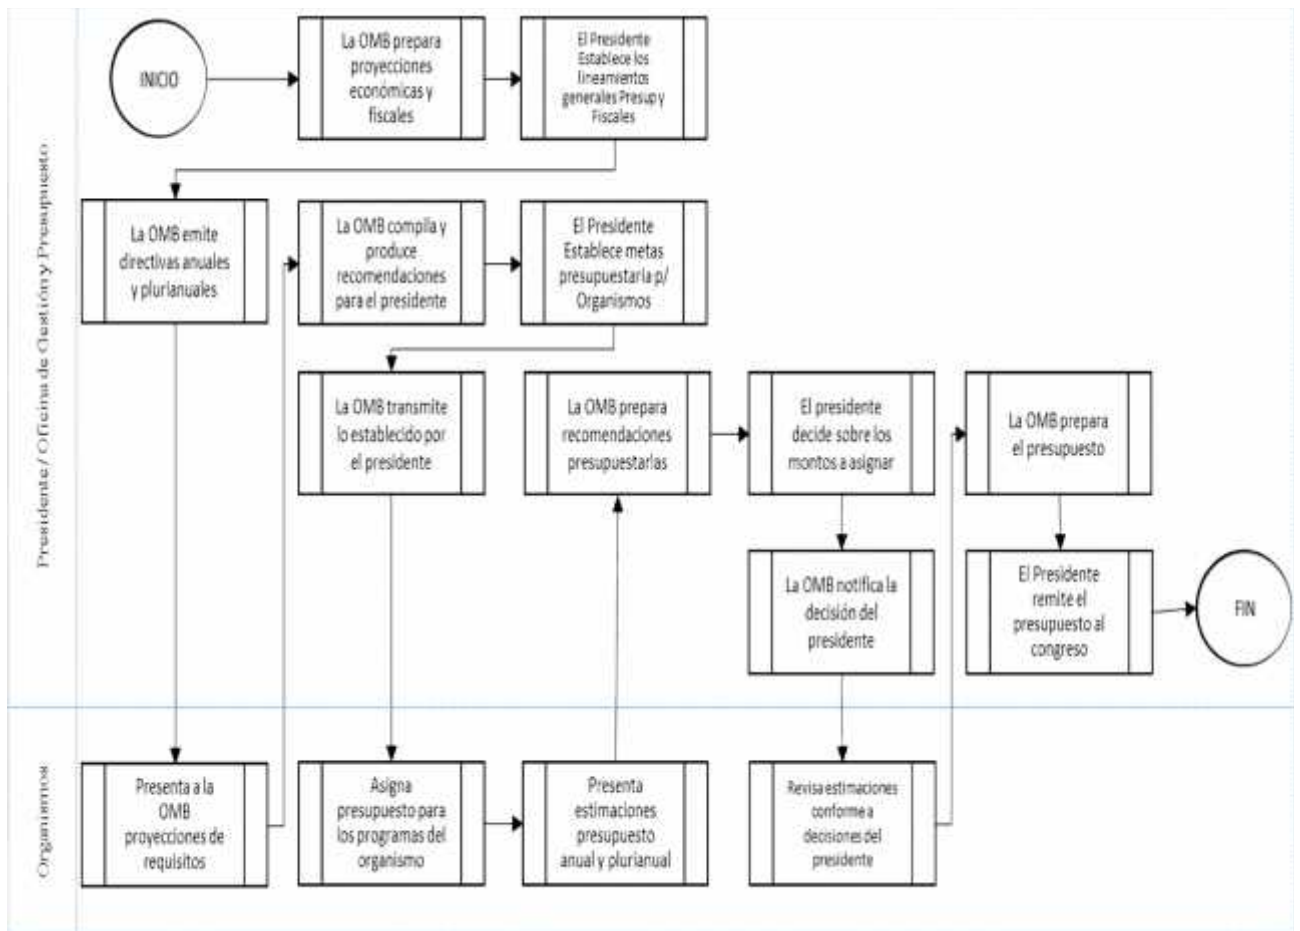 Presidente/ Oficina de Gestión y Presupuesto
INICIO
La OMB prepara
proyecciones
económicas y
fiscales
El Presidente
Establece los
lineamientos
generales Presup y
Fiscales
La OMB emite
directivas anuales
y plurianuales
La OMB compila y
produce
recomendaciones
para el presidente
El Presidente
Establece metas
presupuestaria p/
Organismos
La OMB transmite
lo establecido por
el presidente
La OMB prepara
recomendaciones
presupuestarias
El presidente
decide sobre los
montos a asignar
La OMB prepara
el presupuesto
La OMB notifica la
decisión del
presidente
El Presidente
remite el
presupuesto al
congreso
FIN
Organismos
Presenta a la
OMB
proyecciones de
requisitos
Asigna
presupuesto para
los programas del
organismo
Presenta
estimaciones
presupuesto
anual y plurianual
Revisa estimaciones
conforme a
decisiones del
presidente